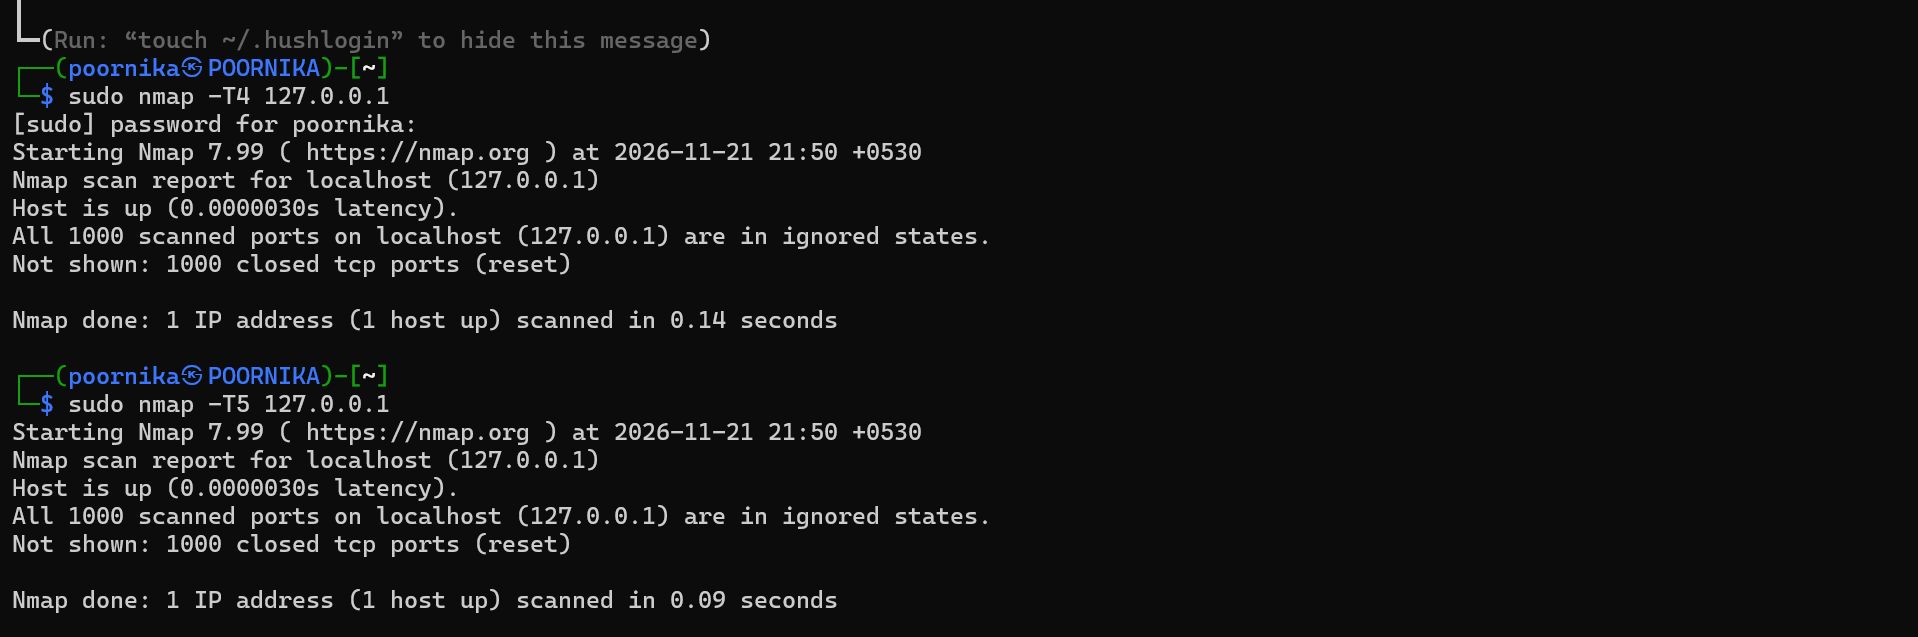 └─(Run: “touch ~/.hushlogin” to hide this message)
┌──(poornika㉿POORNIKA)-[~]
└─$ sudo nmap -T4 127.0.0.1
[sudo] password for poornika:
Starting Nmap 7.99 ( https://nmap.org ) at 2026-11-21 21:50 +0530
Nmap scan report for localhost (127.0.0.1)
Host is up (0.0000030s latency).
All 1000 scanned ports on localhost (127.0.0.1) are in ignored states.
Not shown: 1000 closed tcp ports (reset)

Nmap done: 1 IP address (1 host up) scanned in 0.14 seconds

┌──(poornika㉿POORNIKA)-[~]
└─$ sudo nmap -T5 127.0.0.1
Starting Nmap 7.99 ( https://nmap.org ) at 2026-11-21 21:50 +0530
Nmap scan report for localhost (127.0.0.1)
Host is up (0.0000030s latency).
All 1000 scanned ports on localhost (127.0.0.1) are in ignored states.
Not shown: 1000 closed tcp ports (reset)

Nmap done: 1 IP address (1 host up) scanned in 0.09 seconds